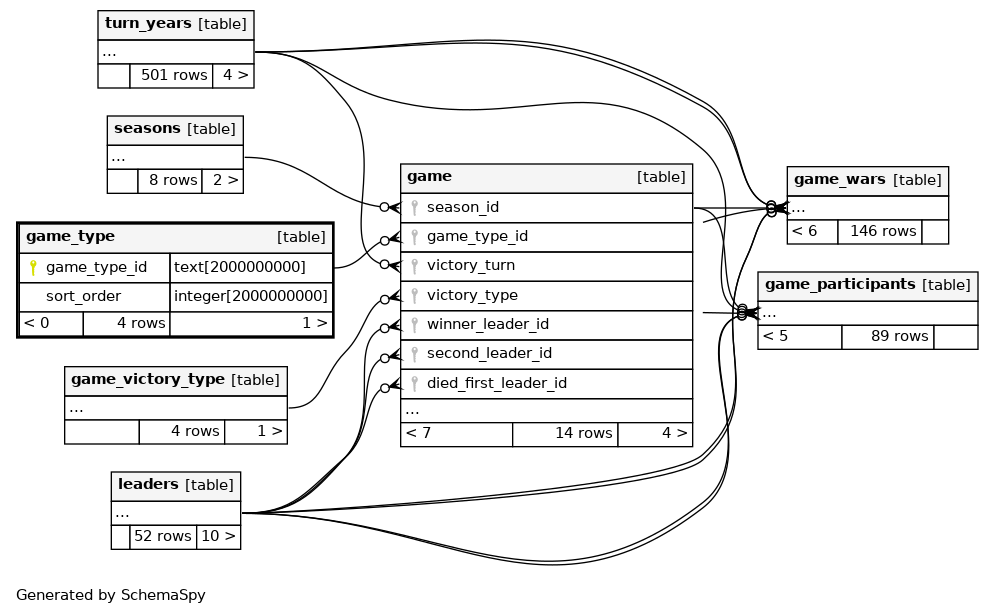 turn_years [table]
...
501 rows 4 >
seasons [table]
...
8 rows 2 >
game_type [table]
game_type_id text[2000000000]
sort_order integer[2000000000]
< 0 4 rows 1 >
game_victory_type [table]
...
4 rows 1 >
leaders [table]
...
52 rows 10 >
game [table]
season_id
game_type_id
victory_turn
victory_type
winner_leader_id
second_leader_id
died_first_leader_id
...
< 7 14 rows 4 >
game_wars [table]
...
< 6 146 rows
game_participants [table]
...
< 5 89 rows
Generated by SchemaSpy